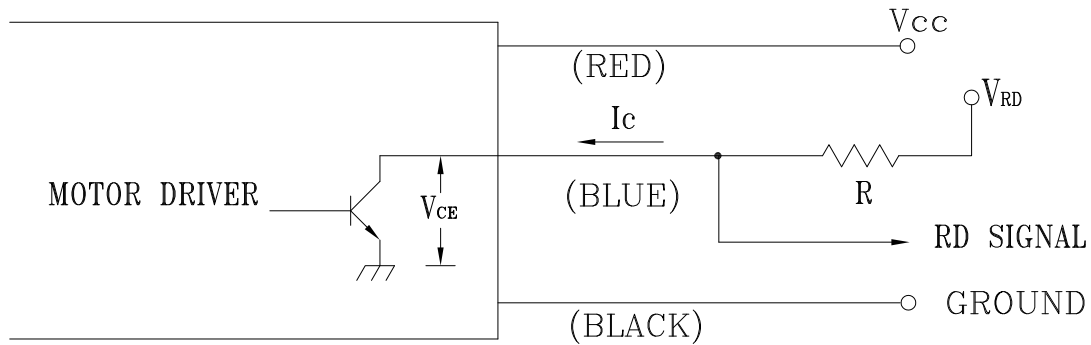 Vcc
(RED)
VRD
Ic
MOTOR DRIVER
VCE
(BLUE)
R
RD SIGNAL
GROUND
(BLACK)